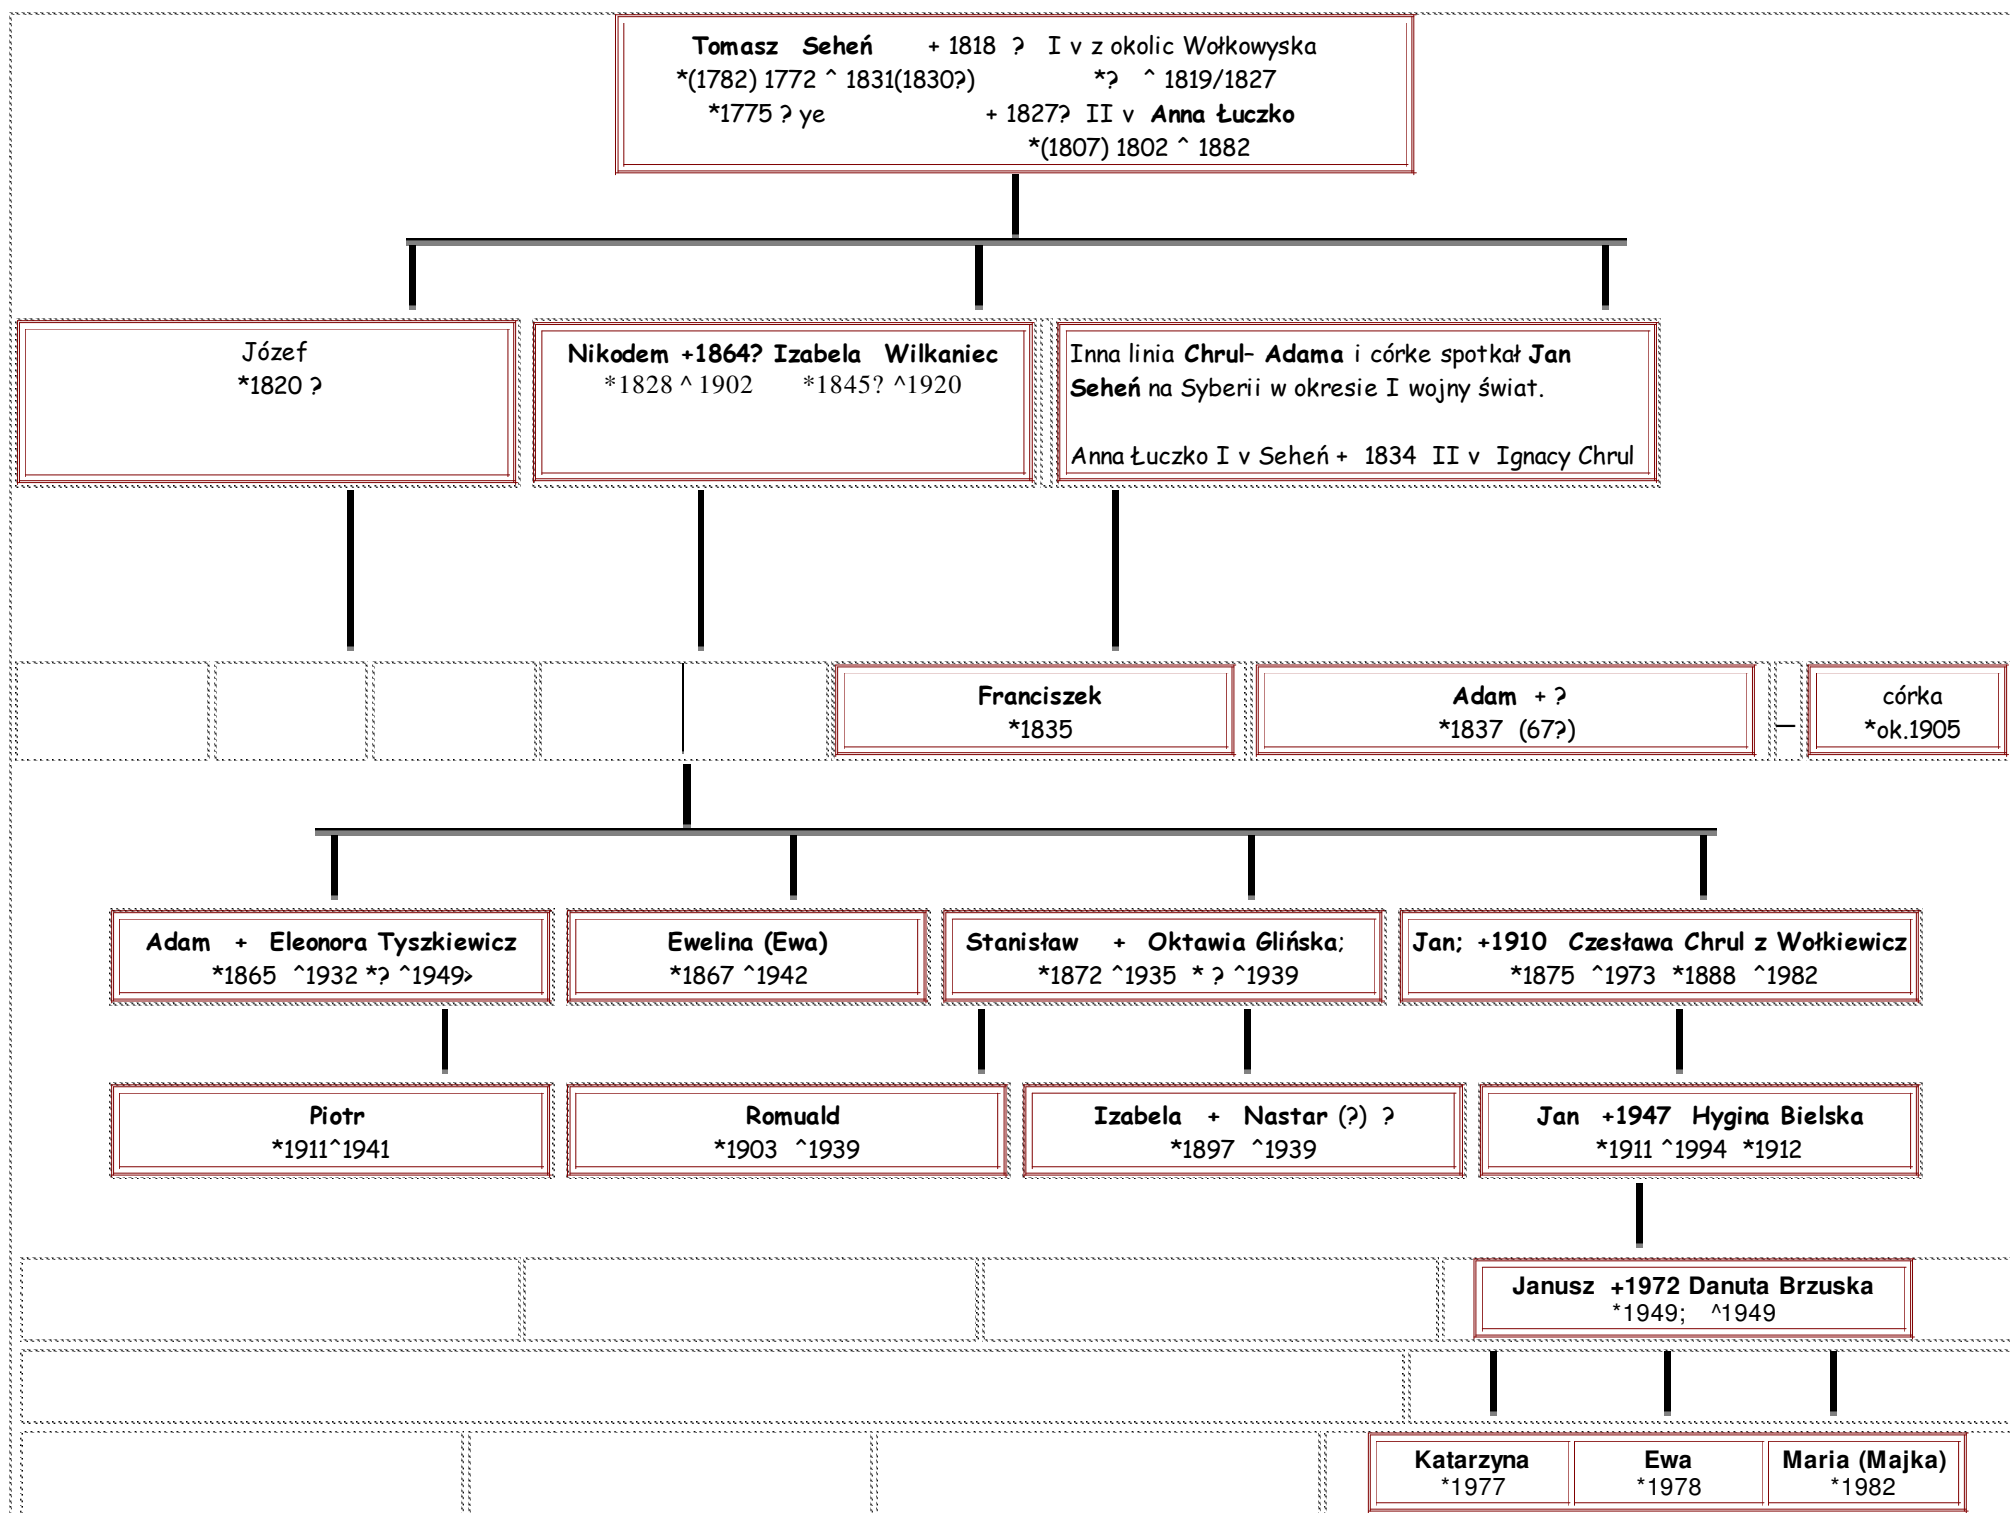 Tomasz Seheń + 1818 ? I v z okolic Wołkowyska
*(1782) 1772 ^ 1831(1830?) *? ^ 1819/1827
*1775 ? ye + 1827? II v Anna Łuczko
*(1807) 1802 ^ 1882
Józef
*1820 ?
Nikodem +1864? Izabela Wilkaniec
*1828 ^ 1902 *1845? ^1920
Inna linia Chrul– Adama i córke spotkał Jan
Seheń na Syberii w okresie I wojny świat.
Anna Łuczko I v Seheń + 1834 II v Ignacy Chrul
Franciszek
*1835
Adam + ?
*1837 (67?)
—
córka
*ok.1905
Adam + Eleonora Tyszkiewicz
*1865 ^1932 *? ^1949>
Ewelina (Ewa)
*1867 ^1942
Stanisław + Oktawia Glińska;
*1872 ^1935 * ? ^1939
Jan; +1910 Czesława Chrul z Wołkiewicz
*1875 ^1973 *1888 ^1982
Piotr
*1911^1941
Romuald
*1903 ^1939
Izabela + Nastar (?) ?
*1897 ^1939
Jan +1947 Hygina Bielska
*1911 ^1994 *1912
Janusz +1972 Danuta Brzuska
*1949; ^1949
Katarzyna
*1977
Ewa
*1978
Maria (Majka)
*1982